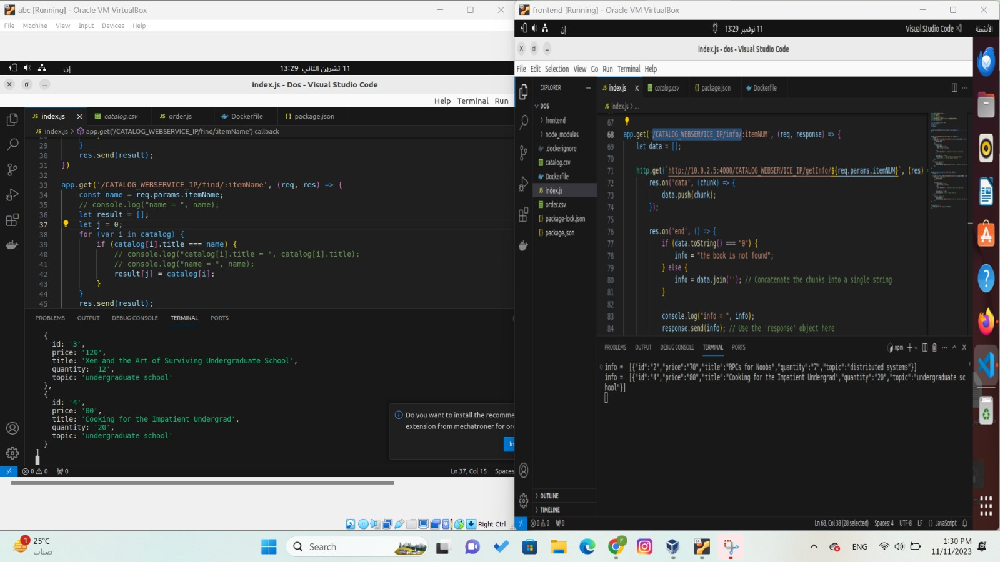 abc [Running] - Oracle VM VirtualBox
File Machine View Input Devices Help
إن
11 تشرين الثاني 13:29
index.js - Dos - Visual Studio Code
Help Terminal Run
JS index.js × catalog.csv JS order.js Dockerfile {} package.json
JS index.js > app.get('/CATALOG_WEBSERVICE_IP/find/:itemName') callback
29 }
30 res.send(result);
31 })
32
33 app.get('/CATALOG_WEBSERVICE_IP/find/:itemName', (req, res) => {
34 const name = req.params.itemName;
35 // console.log("name = ", name);
36 let result = [];
37 let j = 0;
38 for (var i in catalog) {
39 if (catalog[i].title === name) {
40 // console.log("catalog[i].title = ", catalog[i].title);
41 // console.log("name = ", name);
42 result[j] = catalog[i];
43 }
44 }
45 res.send(result);
PROBLEMS OUTPUT DEBUG CONSOLE TERMINAL PORTS
{
id: '3',
price: '120',
title: 'Xen and the Art of Surviving Undergraduate School',
quantity: '12',
topic: 'undergraduate school'
},
{
id: '4',
price: '80',
title: 'Cooking for the Impatient Undergrad',
quantity: '20',
topic: 'undergraduate school'
}
]
Do you want to install the recomme
extension from mechatroner for or
In
0 0 0 Ln 37, Col 15 Spaces
Right Ctrl
frontend [Running] - Oracle VM VirtualBox
إن
11 نوفمبر 13:29
Visual Studio Code
الأنشطة
index.js - dos - Visual Studio Code
File Edit Selection View Go Run Terminal Help
EXPLORER ...
DOS
frontend
node_modules
.dockerignore
catalog.csv
Dockerfile
JS index.js
order.csv
{} package-lock.json
{} package.json
OUTLINE
TIMELINE
JS index.js × catalog.csv {} package.json Dockerfile
JS index.js > ...
67
68 app.get('/CATALOG_WEBSERVICE_IP/info/:itemNUM', (req, response) => {
69 let data = [];
70
71 http.get(`http://10.0.2.5:4000/CATALOG_WEBSERVICE_IP/getInfo/${req.params.itemNUM}`, (res) =
72 res.on('data', (chunk) => {
73 data.push(chunk);
74 });
75
76 res.on('end', () => {
77 if (data.toString() === "0") {
78 info = "the book is not found";
79 } else {
80 info = data.join(''); // Concatenate the chunks into a single string
81 }
82
83 console.log("info = ", info);
84 response.send(info); // Use the 'response' object here
PROBLEMS OUTPUT DEBUG CONSOLE TERMINAL PORTS npm
info = [{"id":"2","price":"70","title":"RPCs for Noobs","quantity":"7","topic":"distributed systems"}]
info = [{"id":"4","price":"80","title":"Cooking for the Impatient Undergrad","quantity":"20","topic":"undergraduate sc
hool"}]
0 0 0 Ln 68, Col 38 (28 selected) Spaces: 4 UTF-8 LF {} JavaScript
1 25°C
ضباب
Search
F
64
ENG
1:30 PM
11/11/2023